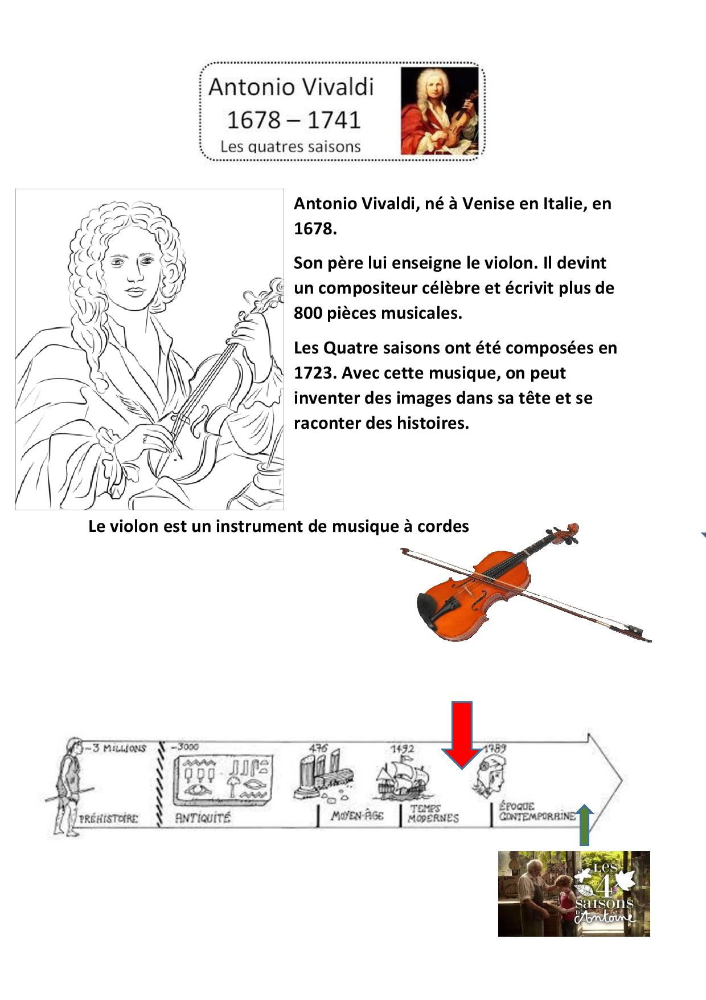 Antonio Vivaldi
1678 – 1741
Les quatres saisons
Antonio Vivaldi, né à Venise en Italie, en
1678.
Son père lui enseigne le violon. Il devint
un compositeur célèbre et écrivit plus de
800 pièces musicales.
Les Quatre saisons ont été composées en
1723. Avec cette musique, on peut
inventer des images dans sa tête et se
raconter des histoires.
Le violon est un instrument de musique à cordes
-3 MILLIONS
-3000
476
1492
1789
PRÉHISTOIRE
ANTIQUITÉ
MOYEN-ÂGE
TEMPS
MODERNES
ÉPOQUE
CONTEMPORAINE
LES
4
saisons
D'Antoine